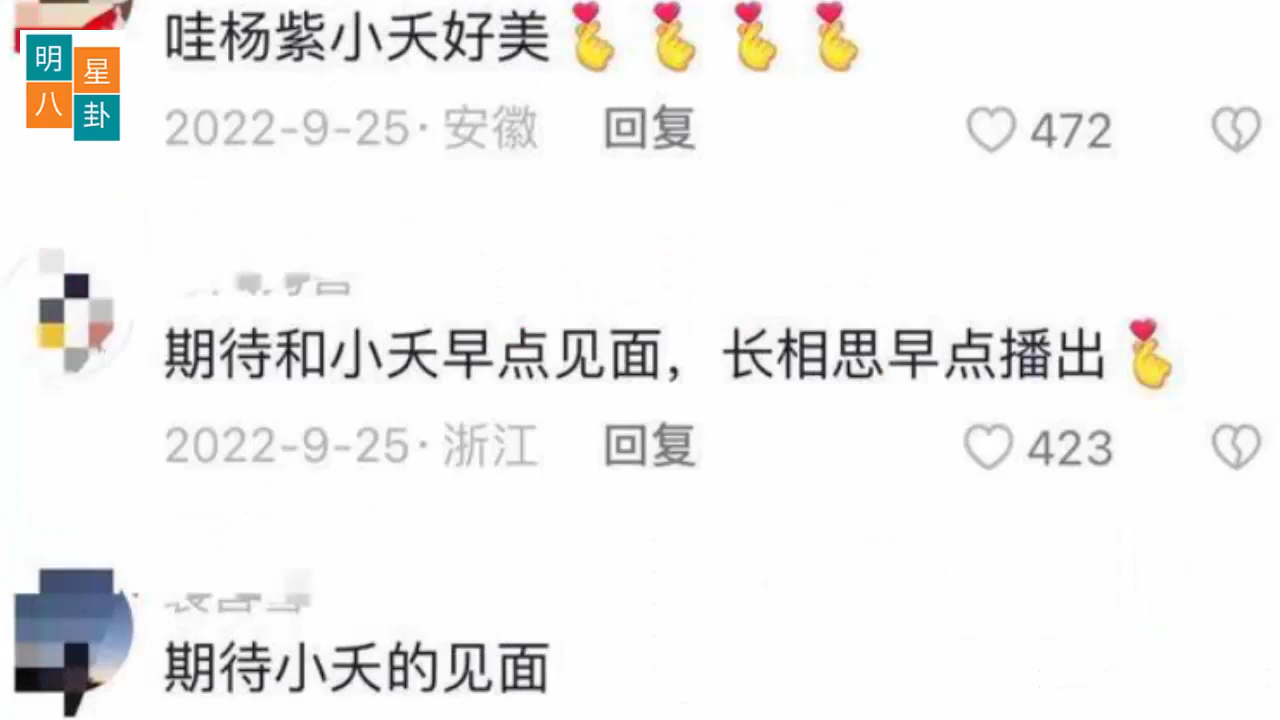 哇杨紫小夭好美🫰🫰🫰🫰
明星八卦
2022-9-25·安徽 回复 472
期待和小夭早点见面，长相思早点播出🫰
2022-9-25·浙江 回复 423
期待小夭的见面